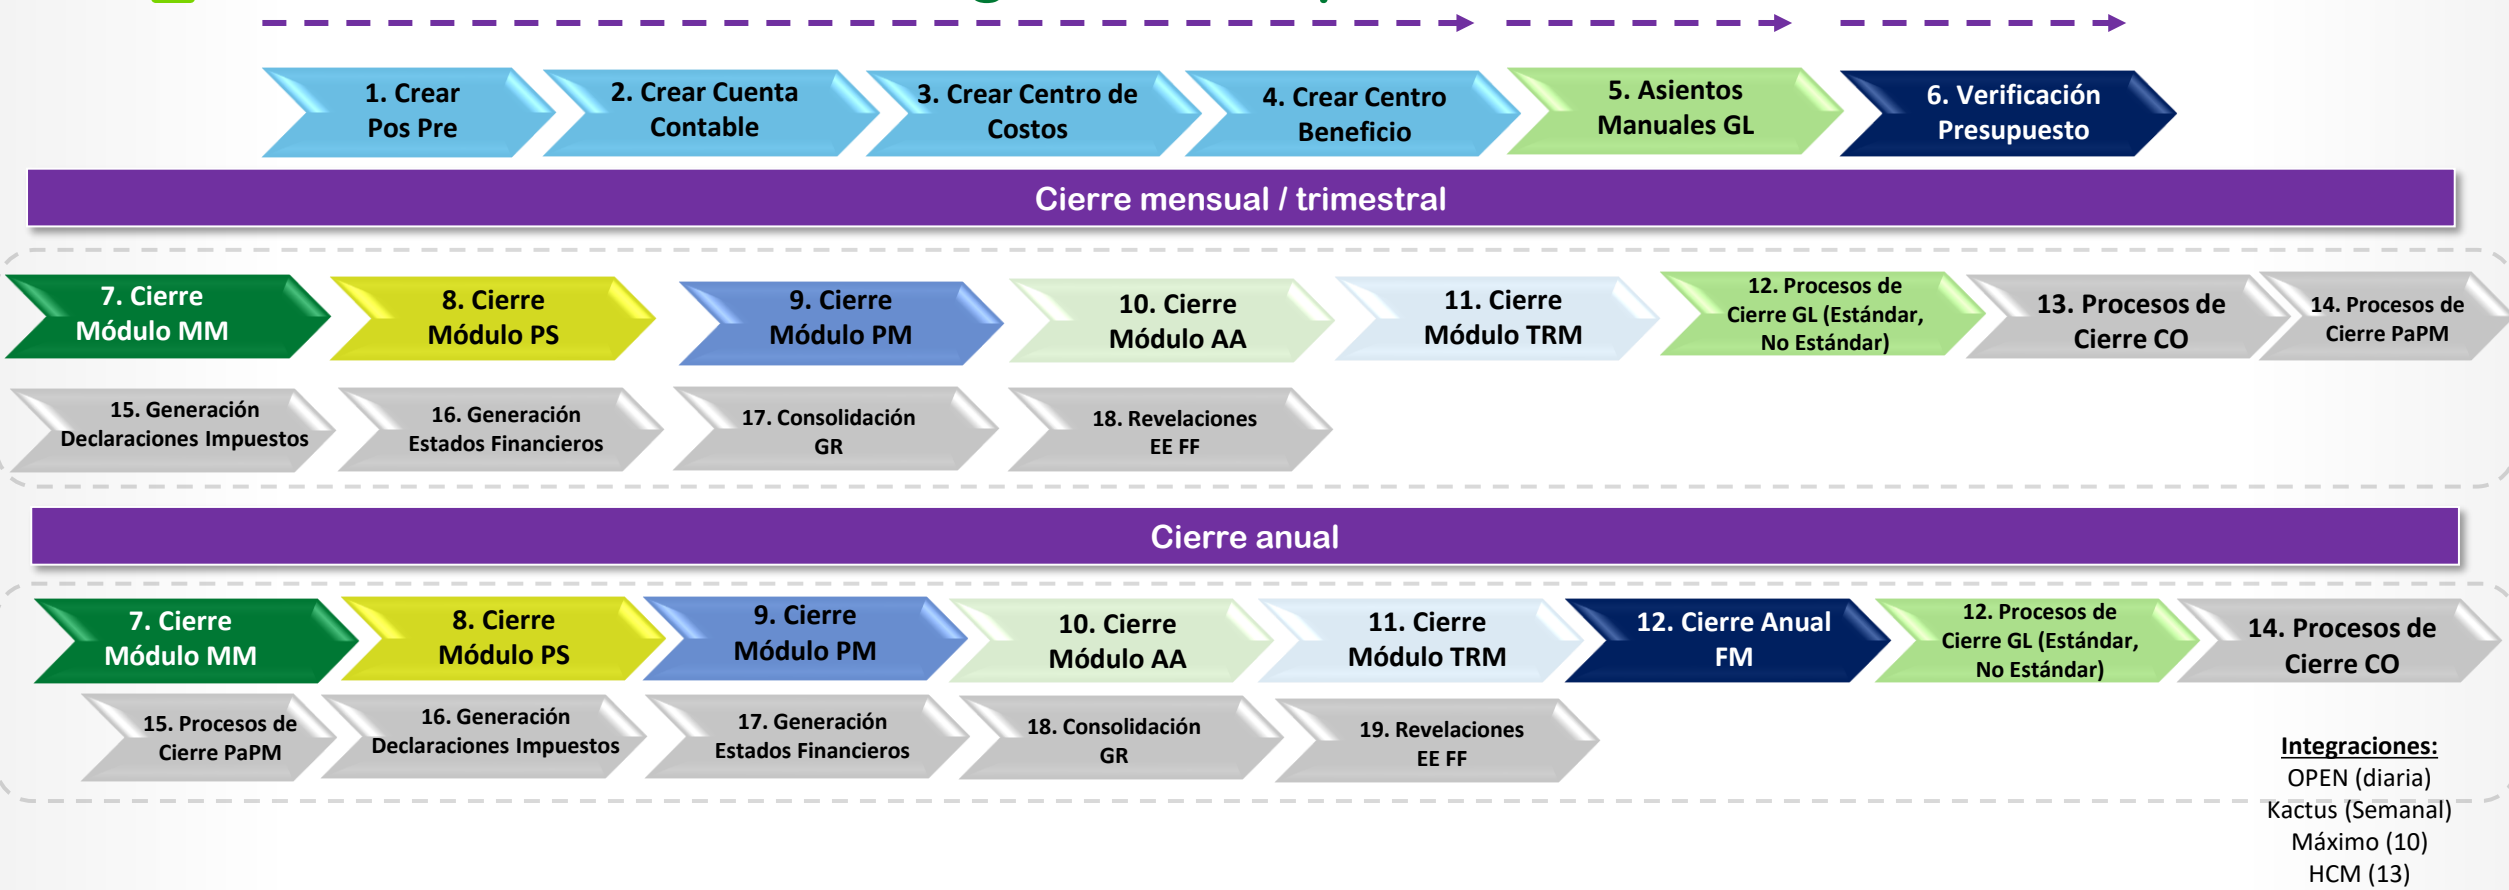 1. Crear
Pos Pre
2. Crear Cuenta
Contable
3. Crear Centro de
Costos
4. Crear Centro
Beneficio
5. Asientos
Manuales GL
6. Verificación
Presupuesto
Cierre mensual / trimestral
7. Cierre
Módulo MM
8. Cierre
Módulo PS
9. Cierre
Módulo PM
10. Cierre
Módulo AA
11. Cierre
Módulo TRM
12. Procesos de
Cierre GL (Estándar,
No Estándar)
13. Procesos de
Cierre CO
14. Procesos de
Cierre PaPM
15. Generación
Declaraciones Impuestos
16. Generación
Estados Financieros
17. Consolidación
GR
18. Revelaciones
EE FF
Cierre anual
7. Cierre
Módulo MM
8. Cierre
Módulo PS
9. Cierre
Módulo PM
10. Cierre
Módulo AA
11. Cierre
Módulo TRM
12. Cierre Anual
FM
12. Procesos de
Cierre GL (Estándar,
No Estándar)
14. Procesos de
Cierre CO
15. Procesos de
Cierre PaPM
16. Generación
Declaraciones Impuestos
17. Generación
Estados Financieros
18. Consolidación
GR
19. Revelaciones
EE FF
Integraciones:
OPEN (diaria)
Kactus (Semanal)
Máximo (10)
HCM (13)